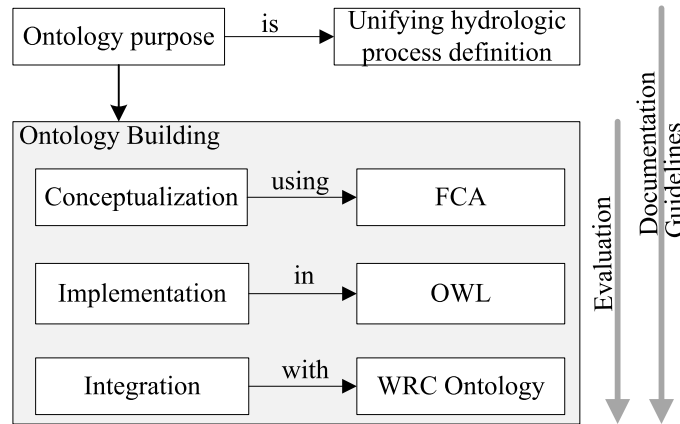 Ontology purpose
is
Unifying hydrologic
process definition
Ontology Building
Conceptualization
using
FCA
Implementation
in
OWL
Integration
with
WRC Ontology
Evaluation
Documentation
Guidelines